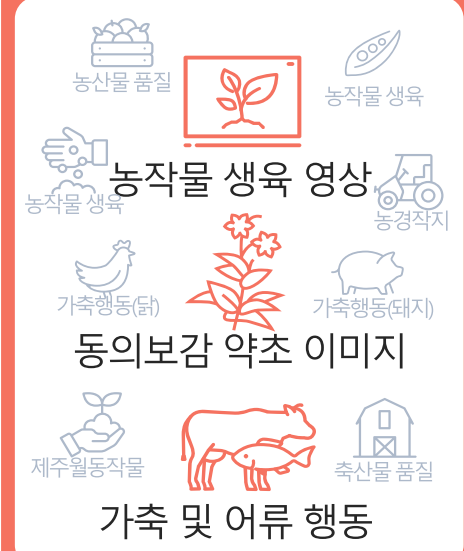 농산물 품질
농작물 생육
농작물 생육 영상
농작물 생육
농경작지
가축행동(닭)
가축행동(돼지)
동의보감 약초 이미지
제주월동작물
축산물 품질
가축 및 어류 행동